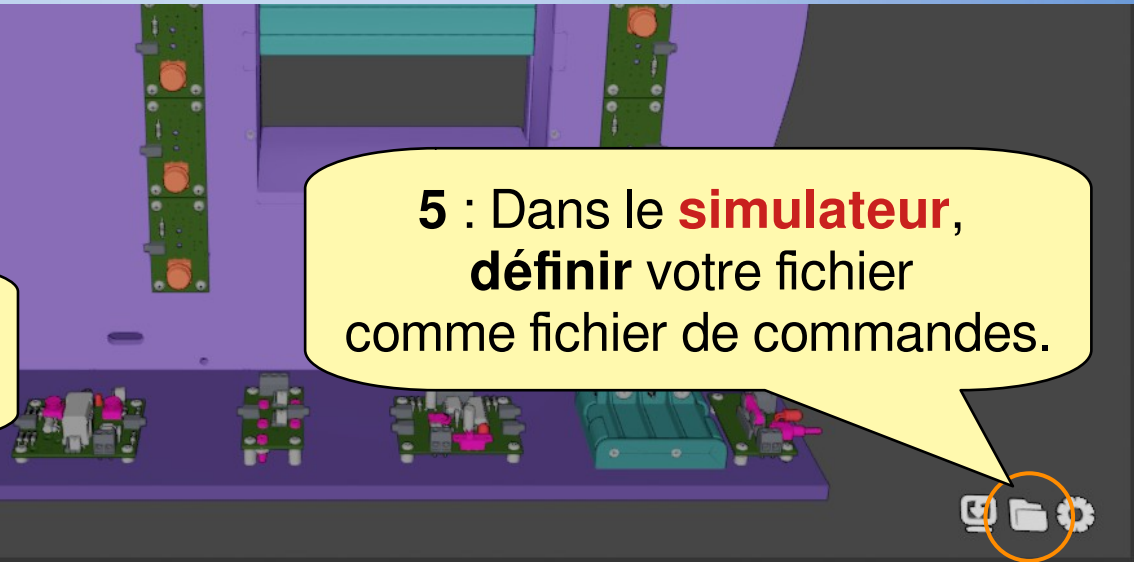 5 : Dans le simulateur,
définir votre fichier
comme fichier de commandes.